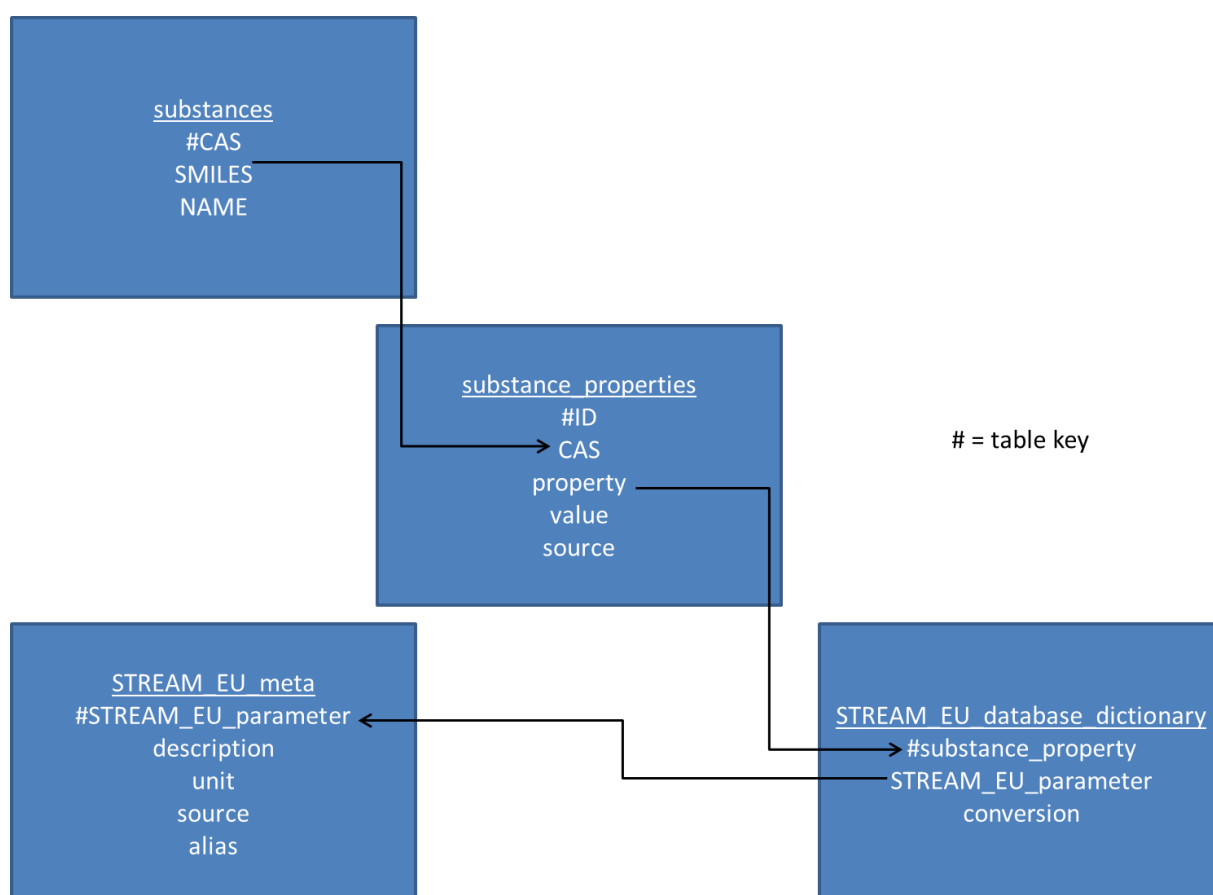 substances
#CAS
SMILES
NAME
substance_properties
#ID
CAS
property
value
source
# = table key
STREAM_EU_meta
#STREAM_EU_parameter
description
unit
source
alias
STREAM_EU_database_dictionary
#substance_property
STREAM_EU_parameter
conversion